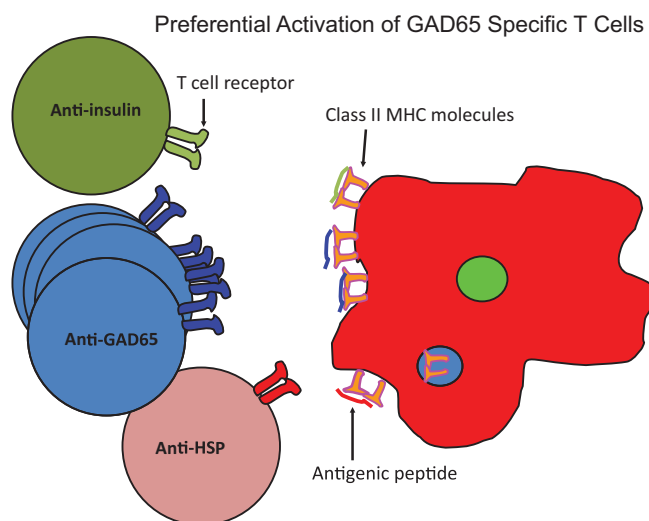 Preferential Activation of GAD65 Specific T Cells
T cell receptor
Anti-insulin
Class II MHC molecules
Anti-GAD65
Anti-HSP
Antigenic peptide